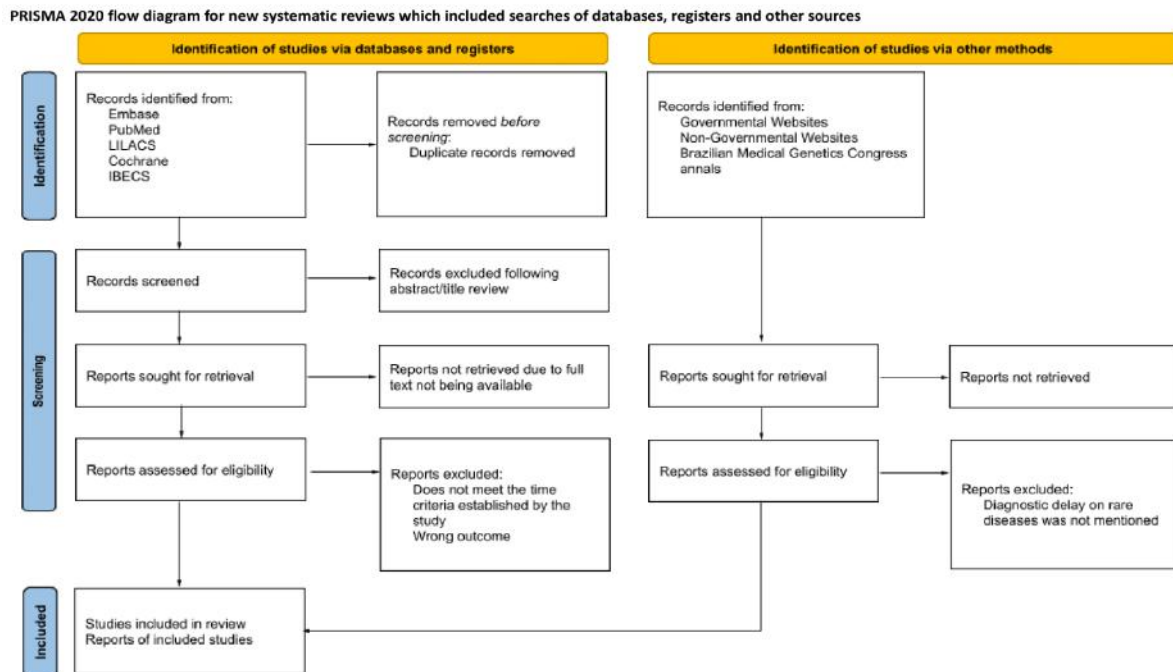 PRISMA 2020 flow diagram for new systematic reviews which included searches of databases, registers and other sources
Identification of studies via databases and registers
Identification of studies via other methods
Identification
Records identified from:
Embase
PubMed
LILACS
Cochrane
IBECS
Records removed before
screening:
Duplicate records removed
Records identified from:
Governmental Websites
Non-Governmental Websites
Brazilian Medical Genetics Congress
annals
Screening
Records screened
Records excluded following
abstract/title review
Reports sought for retrieval
Reports not retrieved due to full
text not being available
Reports sought for retrieval
Reports not retrieved
Reports assessed for eligibility
Reports excluded:
Does not meet the time
criteria established by the
study
Wrong outcome
Reports assessed for eligibility
Reports excluded:
Diagnostic delay on rare
diseases was not mentioned
Included
Studies included in review
Reports of included studies